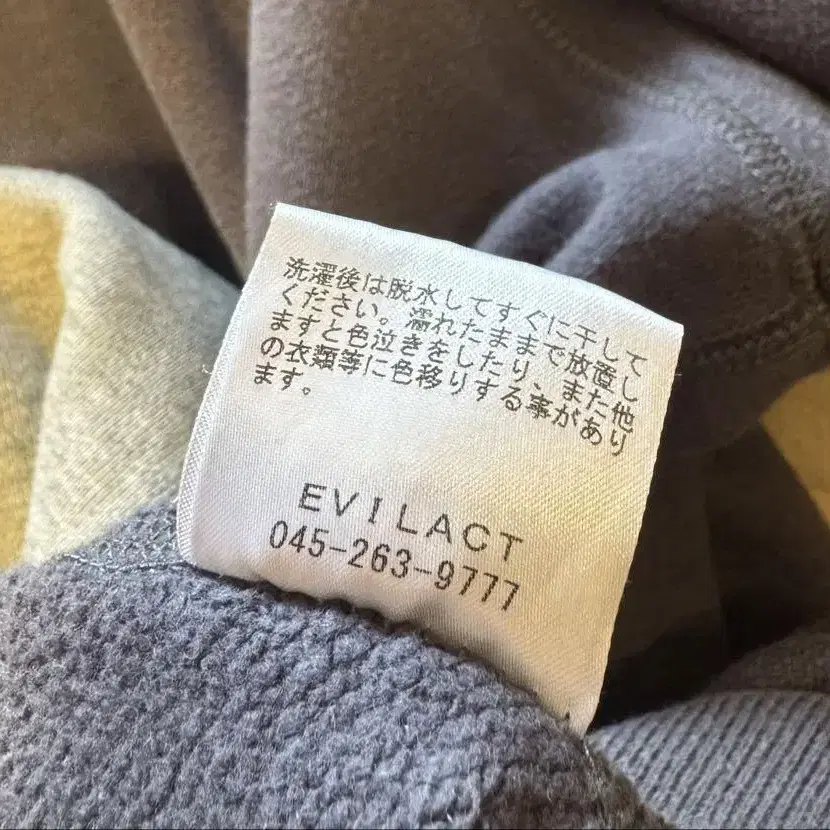 洗濯後は脱水してすぐに干して
ください。濡れたままで放置し
ますと色泣きをしたり、また他
の衣類等に色移りする事があり
ます。
EVILACT
045-263-9777